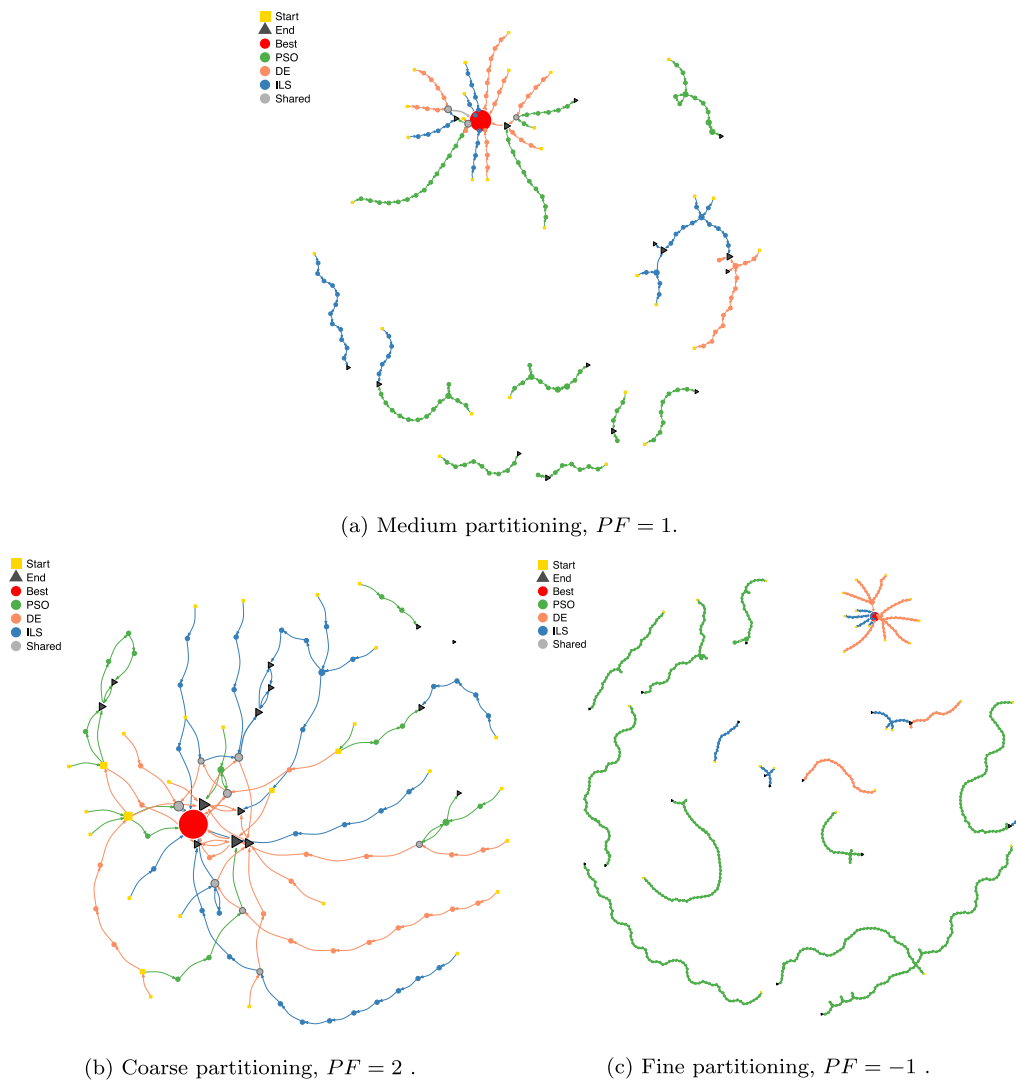 Start
End
Best
PSO
DE
ILS
Shared
(a) Medium partitioning, PF = 1.
Start
End
Best
PSO
DE
ILS
Shared
(b) Coarse partitioning, PF = 2 .
Start
End
Best
PSO
DE
ILS
Shared
(c) Fine partitioning, PF = −1 .